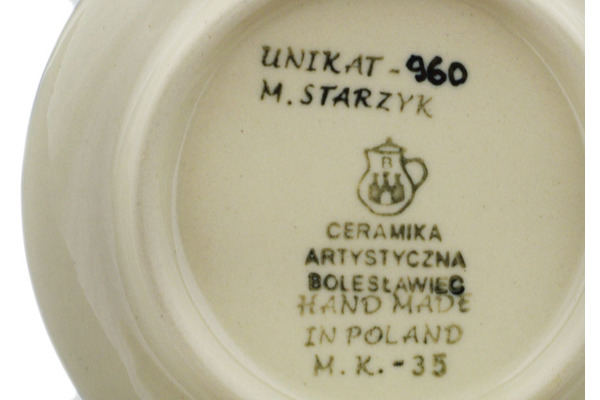 UNIKAT - 960
M. STARZYK
R
CERAMIKA
ARTYSTYCZNA
BOLESŁAWIEC
HAND MADE
IN POLAND
M.K.-35